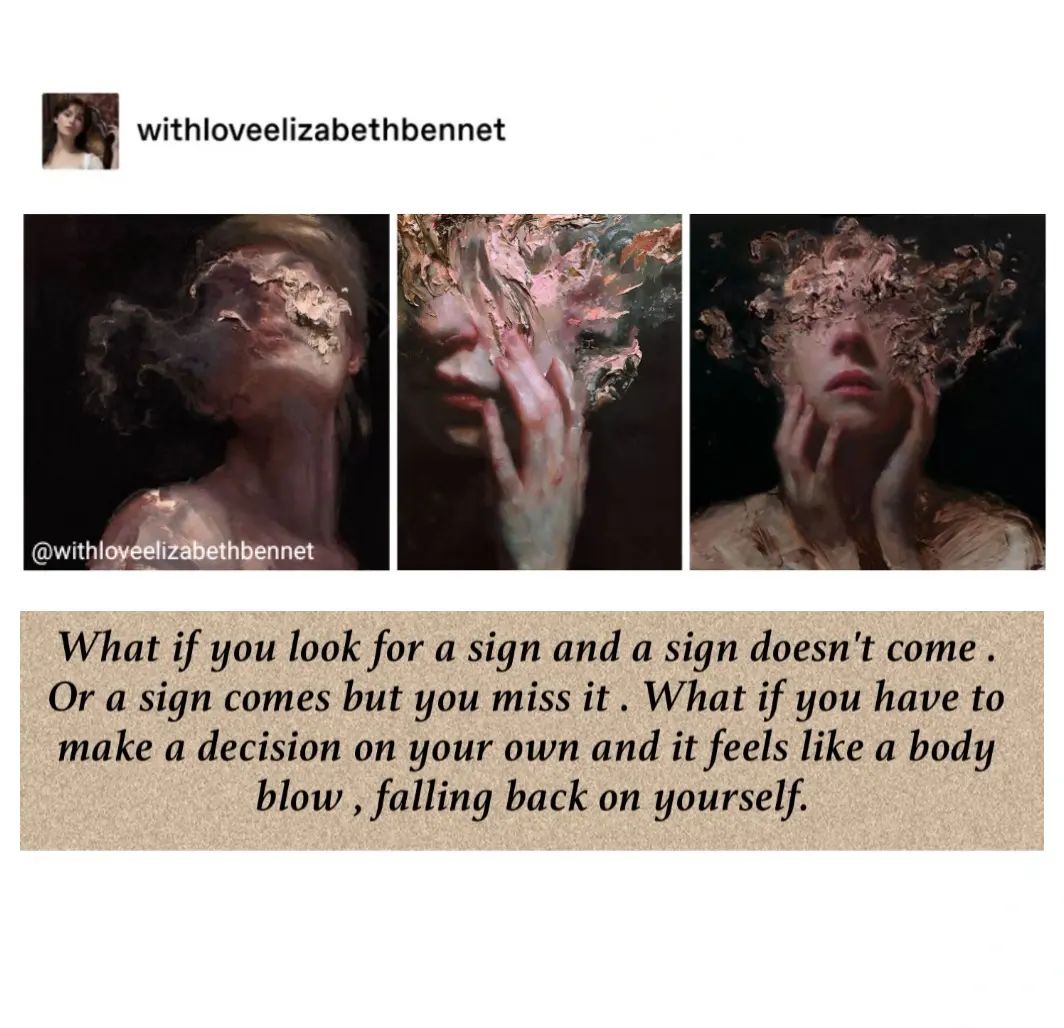 withloveelizabethbennet
@withloveelizabethbennet
What if you look for a sign and a sign doesn't come .
Or a sign comes but you miss it . What if you have to
make a decision on your own and it feels like a body
blow , falling back on yourself.